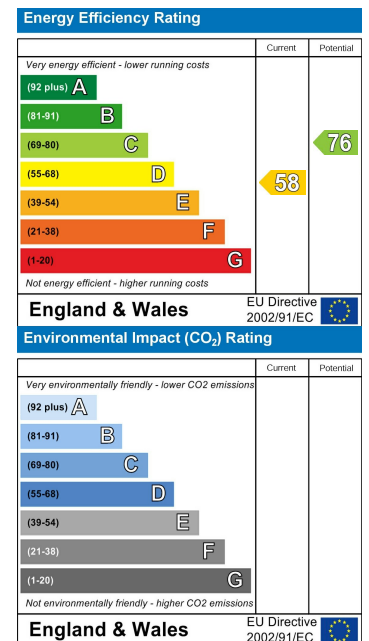 Energy Efficiency Rating
Current Potential
Very energy efficient - lower running costs
(92 plus) A
(81-91) B
(69-80) C
76
(55-68) D
58
(39-54) E
(21-38) F
(1-20) G
Not energy efficient - higher running costs
England & Wales
EU Directive
2002/91/EC
Environmental Impact (CO₂) Rating
Current Potential
Very environmentally friendly - lower CO2 emissions
(92 plus) A
(81-91) B
(69-80) C
(55-68) D
(39-54) E
(21-38) F
(1-20) G
Not environmentally friendly - higher CO2 emissions
England & Wales
EU Directive
2002/91/EC